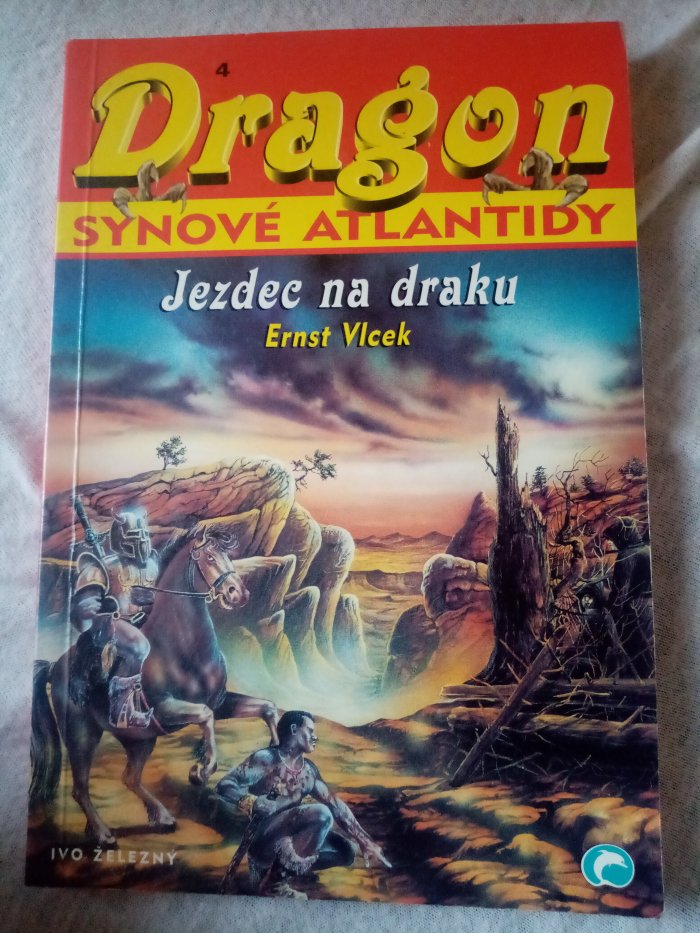 4
Dragon
SYNOVÉ ATLANTIDY
Jezdec na draku
Ernst Vlcek
IVO ŽELEZNÝ